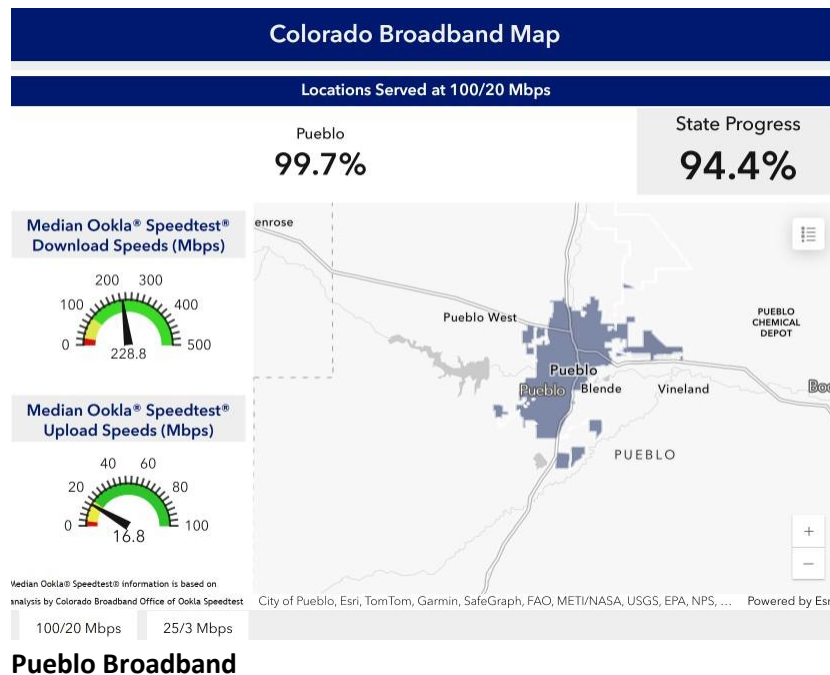 Colorado Broadband Map
Locations Served at 100/20 Mbps
Pueblo
99.7%
State Progress
94.4%
Median Ookla® Speedtest®
Download Speeds (Mbps)
0 100 200 300 400 500
228.8
Median Ookla® Speedtest®
Upload Speeds (Mbps)
0 20 40 60 80 100
16.8
Median Ookla® Speedtest® information is based on
analysis by Colorado Broadband Office of Ookla Speedtest
enrose
Pueblo West
PUEBLO
CHEMICAL
DEPOT
Pueblo
Pueblo
Blende
Vineland
Boo
PUEBLO
+
−
City of Pueblo, Esri, TomTom, Garmin, SafeGraph, FAO, METI/NASA, USGS, EPA, NPS, ...
Powered by Esr
100/20 Mbps
25/3 Mbps
Pueblo Broadband